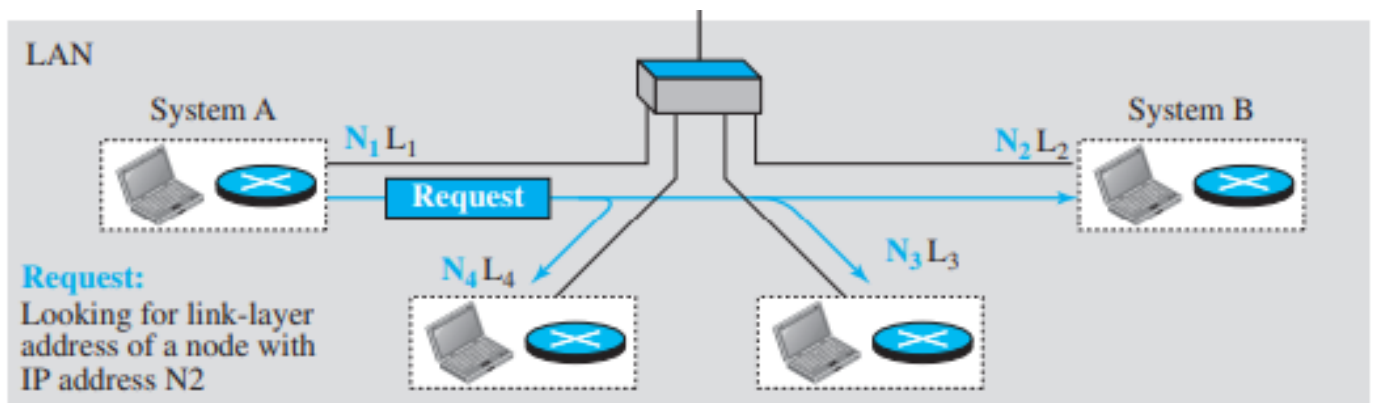 LAN
System A
System B
N₁ L₁
N₂ L₂
Request
N₄ L₄
N₃ L₃
Request:
Looking for link-layer
address of a node with
IP address N2